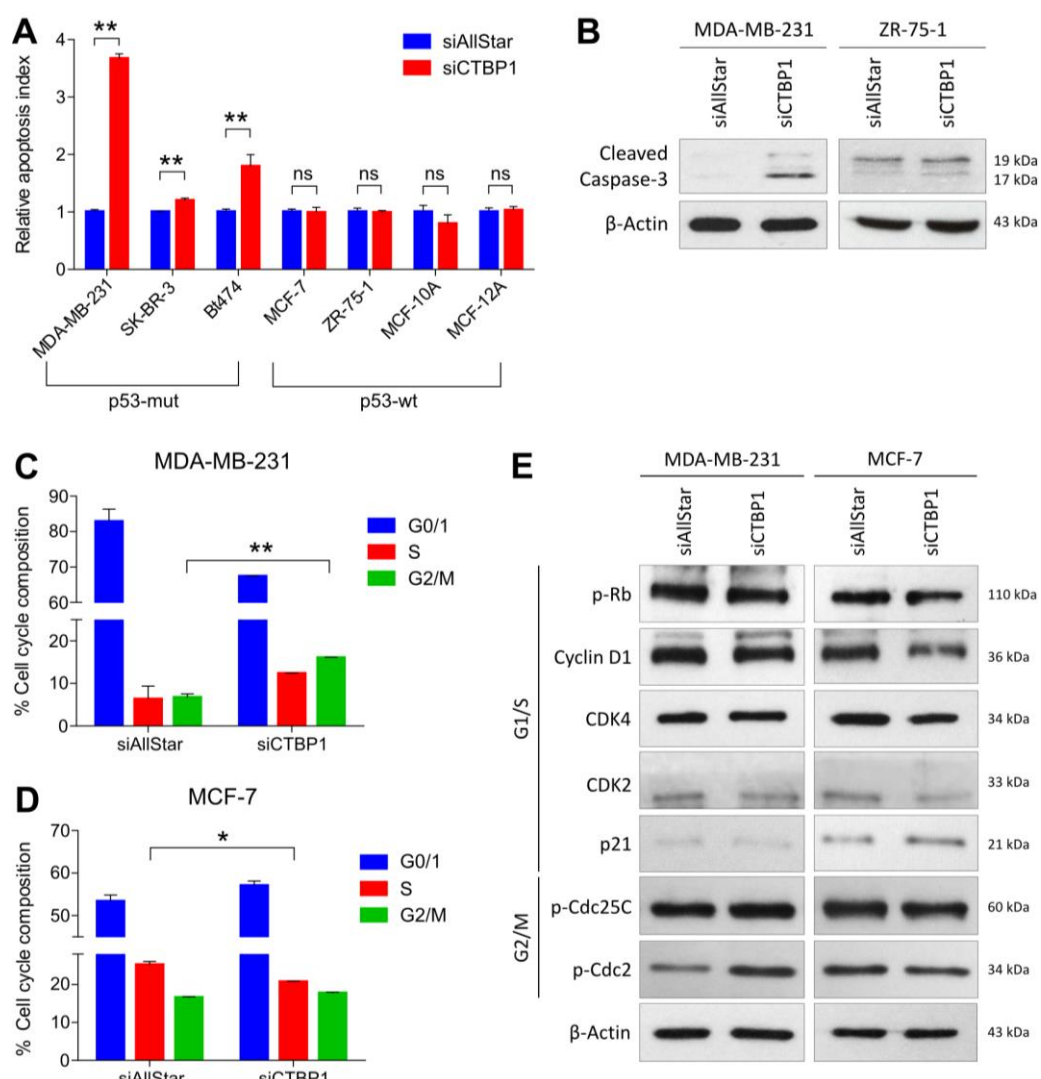 A
Relative apoptosis index
4
3
2
1
0
**
**
**
ns
ns
ns
ns
siAllStar
siCTBP1
MDA-MB-231
SK-BR-3
Bt474
MCF-7
ZR-75-1
MCF-10A
MCF-12A
p53-mut
p53-wt
B
MDA-MB-231
ZR-75-1
siAllStar
siCTBP1
siAllStar
siCTBP1
Cleaved
Caspase-3
19 kDa
17 kDa
β-Actin
43 kDa
C
MDA-MB-231
% Cell cycle composition
90
80
70
60
20
10
0
**
G0/1
S
G2/M
siAllStar
siCTBP1
D
MCF-7
% Cell cycle composition
70
60
50
20
10
0
*
G0/1
S
G2/M
siAllStar
siCTBP1
E
MDA-MB-231
MCF-7
siAllStar
siCTBP1
siAllStar
siCTBP1
G1/S
p-Rb
110 kDa
Cyclin D1
36 kDa
CDK4
34 kDa
CDK2
33 kDa
p21
21 kDa
G2/M
p-Cdc25C
60 kDa
p-Cdc2
34 kDa
β-Actin
43 kDa